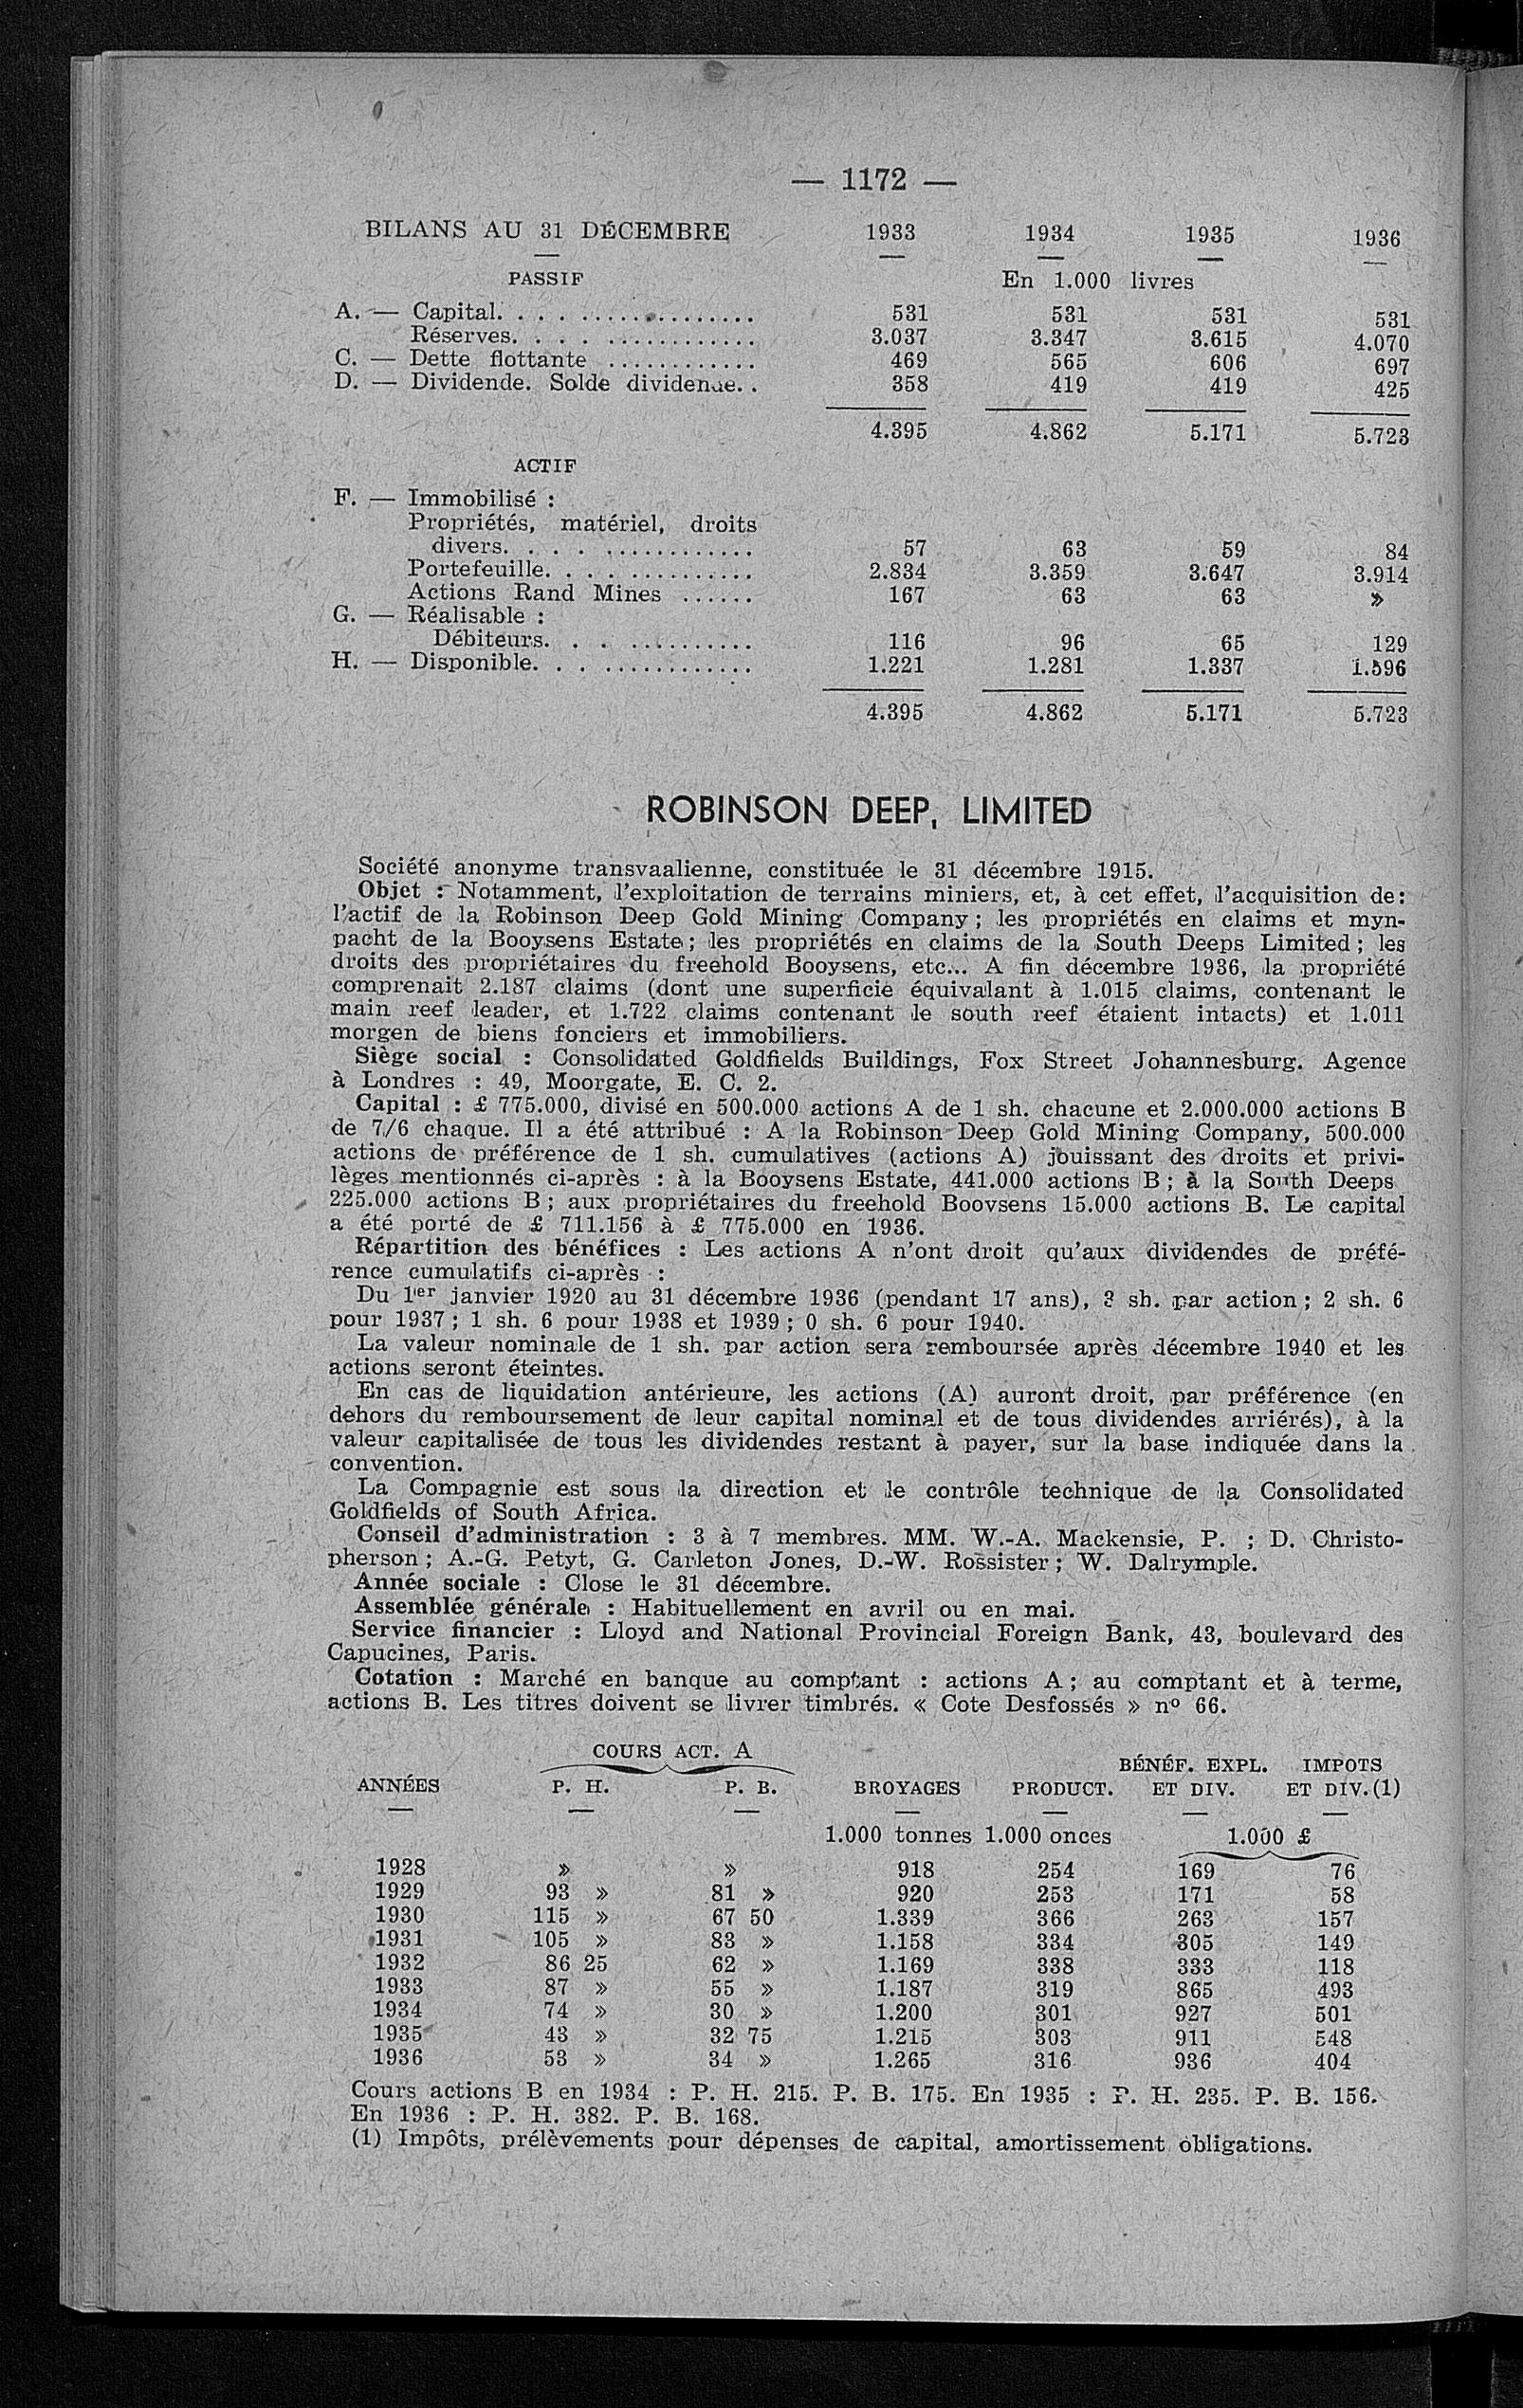 — 1172 —
BILANS AU 31 DÉCEMBRE 1933 1934 1935 1936
PASSIF En 1.000 livres
A. — Capital. . . . . . . . . . . . . . . . . . 531 531 531 531
Réserves. . . . . . . . . . . . . . . . . 3.037 3.347 3.615 4.070
C. — Dette flottante . . . . . . . . . . . . 469 565 606 697
D. — Dividende. Solde dividende. . 358 419 419 425
4.395 4.862 5.171 5.723
ACTIF
F. — Immobilisé :
Propriétés, matériel, droits
divers. . . . . . . . . . . . . . . . . 57 63 59 84
Portefeuille. . . . . . . . . . . . . . . 2.834 3.359 3.647 3.914
Actions Rand Mines . . . . . . 167 63 63 »
G. — Réalisable :
Débiteurs. . . . . . . . . . . . . . 116 96 65 129
H. — Disponible. . . . . . . . . . . . . . . . 1.221 1.281 1.337 1.596
4.395 4.862 5.171 5.723
ROBINSON DEEP, LIMITED
Société anonyme transvaalienne, constituée le 31 décembre 1915.
Objet : Notamment, l'exploitation de terrains miniers, et, à cet effet, l'acquisition de:
l'actif de la Robinson Deep Gold Mining Company ; les propriétés en claims et myn-
pacht de la Booysens Estate ; les propriétés en claims de la South Deeps Limited ; les
droits des propriétaires du freehold Booysens, etc... A fin décembre 1936, la propriété
comprenait 2.187 claims (dont une superficie équivalant à 1.015 claims, contenant le
main reef leader, et 1.722 claims contenant le south reef étaient intacts) et 1.011
morgen de biens fonciers et immobiliers.
Siège social : Consolidated Goldfields Buildings, Fox Street Johannesburg. Agence
à Londres : 49, Moorgate, E. C. 2.
Capital : £ 775.000, divisé en 500.000 actions A de 1 sh. chacune et 2.000.000 actions B
de 7/6 chaque. Il a été attribué : A la Robinson Deep Gold Mining Company, 500.000
actions de préférence de 1 sh. cumulatives (actions A) jouissant des droits et privi-
lèges mentionnés ci-après : à la Booysens Estate, 441.000 actions B ; à la South Deeps
225.000 actions B ; aux propriétaires du freehold Boovsens 15.000 actions B. Le capital
a été porté de £ 711.156 à £ 775.000 en 1936.
Répartition des bénéfices : Les actions A n'ont droit qu'aux dividendes de préfé-
rence cumulatifs ci-après :
Du 1er janvier 1920 au 31 décembre 1936 (pendant 17 ans), 3 sh. par action ; 2 sh. 6
pour 1937 ; 1 sh. 6 pour 1938 et 1939 ; 0 sh. 6 pour 1940.
La valeur nominale de 1 sh. par action sera remboursée après décembre 1940 et les
actions seront éteintes.
En cas de liquidation antérieure, les actions (A) auront droit, par préférence (en
dehors du remboursement de leur capital nominal et de tous dividendes arriérés), à la
valeur capitalisée de tous les dividendes restant à payer, sur la base indiquée dans la
convention.
La Compagnie est sous la direction et le contrôle technique de la Consolidated
Goldfields of South Africa.
Conseil d'administration : 3 à 7 membres. MM. W.-A. Mackensie, P. ; D. Christo-
pherson ; A.-G. Petyt, G. Carleton Jones, D.-W. Rossister ; W. Dalrymple.
Année sociale : Close le 31 décembre.
Assemblée générale : Habituellement en avril ou en mai.
Service financier : Lloyd and National Provincial Foreign Bank, 43, boulevard des
Capucines, Paris.
Cotation : Marché en banque au comptant : actions A ; au comptant et à terme,
actions B. Les titres doivent se livrer timbrés. « Cote Desfossés » no 66.
COURS ACT. A BÉNÉF. EXPL. IMPOTS
ANNÉES P. H. P. B. BROYAGES PRODUCT. ET DIV. ET DIV. (1)
1.000 tonnes 1.000 onces 1.000 £
1928 » » 918 254 169 76
1929 93 » 81 » 920 253 171 58
1930 115 » 67 50 1.339 366 263 157
1931 105 » 83 » 1.158 334 305 149
1932 86 25 62 » 1.169 338 333 118
1933 87 » 55 » 1.187 319 865 493
1934 74 » 30 » 1.200 301 927 501
1935 43 » 32 75 1.215 303 911 548
1936 53 » 34 » 1.265 316 936 404
Cours actions B en 1934 : P. H. 215. P. B. 175. En 1935 : P. H. 235. P. B. 156.
En 1936 : P. H. 382. P. B. 168.
(1) Impôts, prélèvements pour dépenses de capital, amortissement obligations.